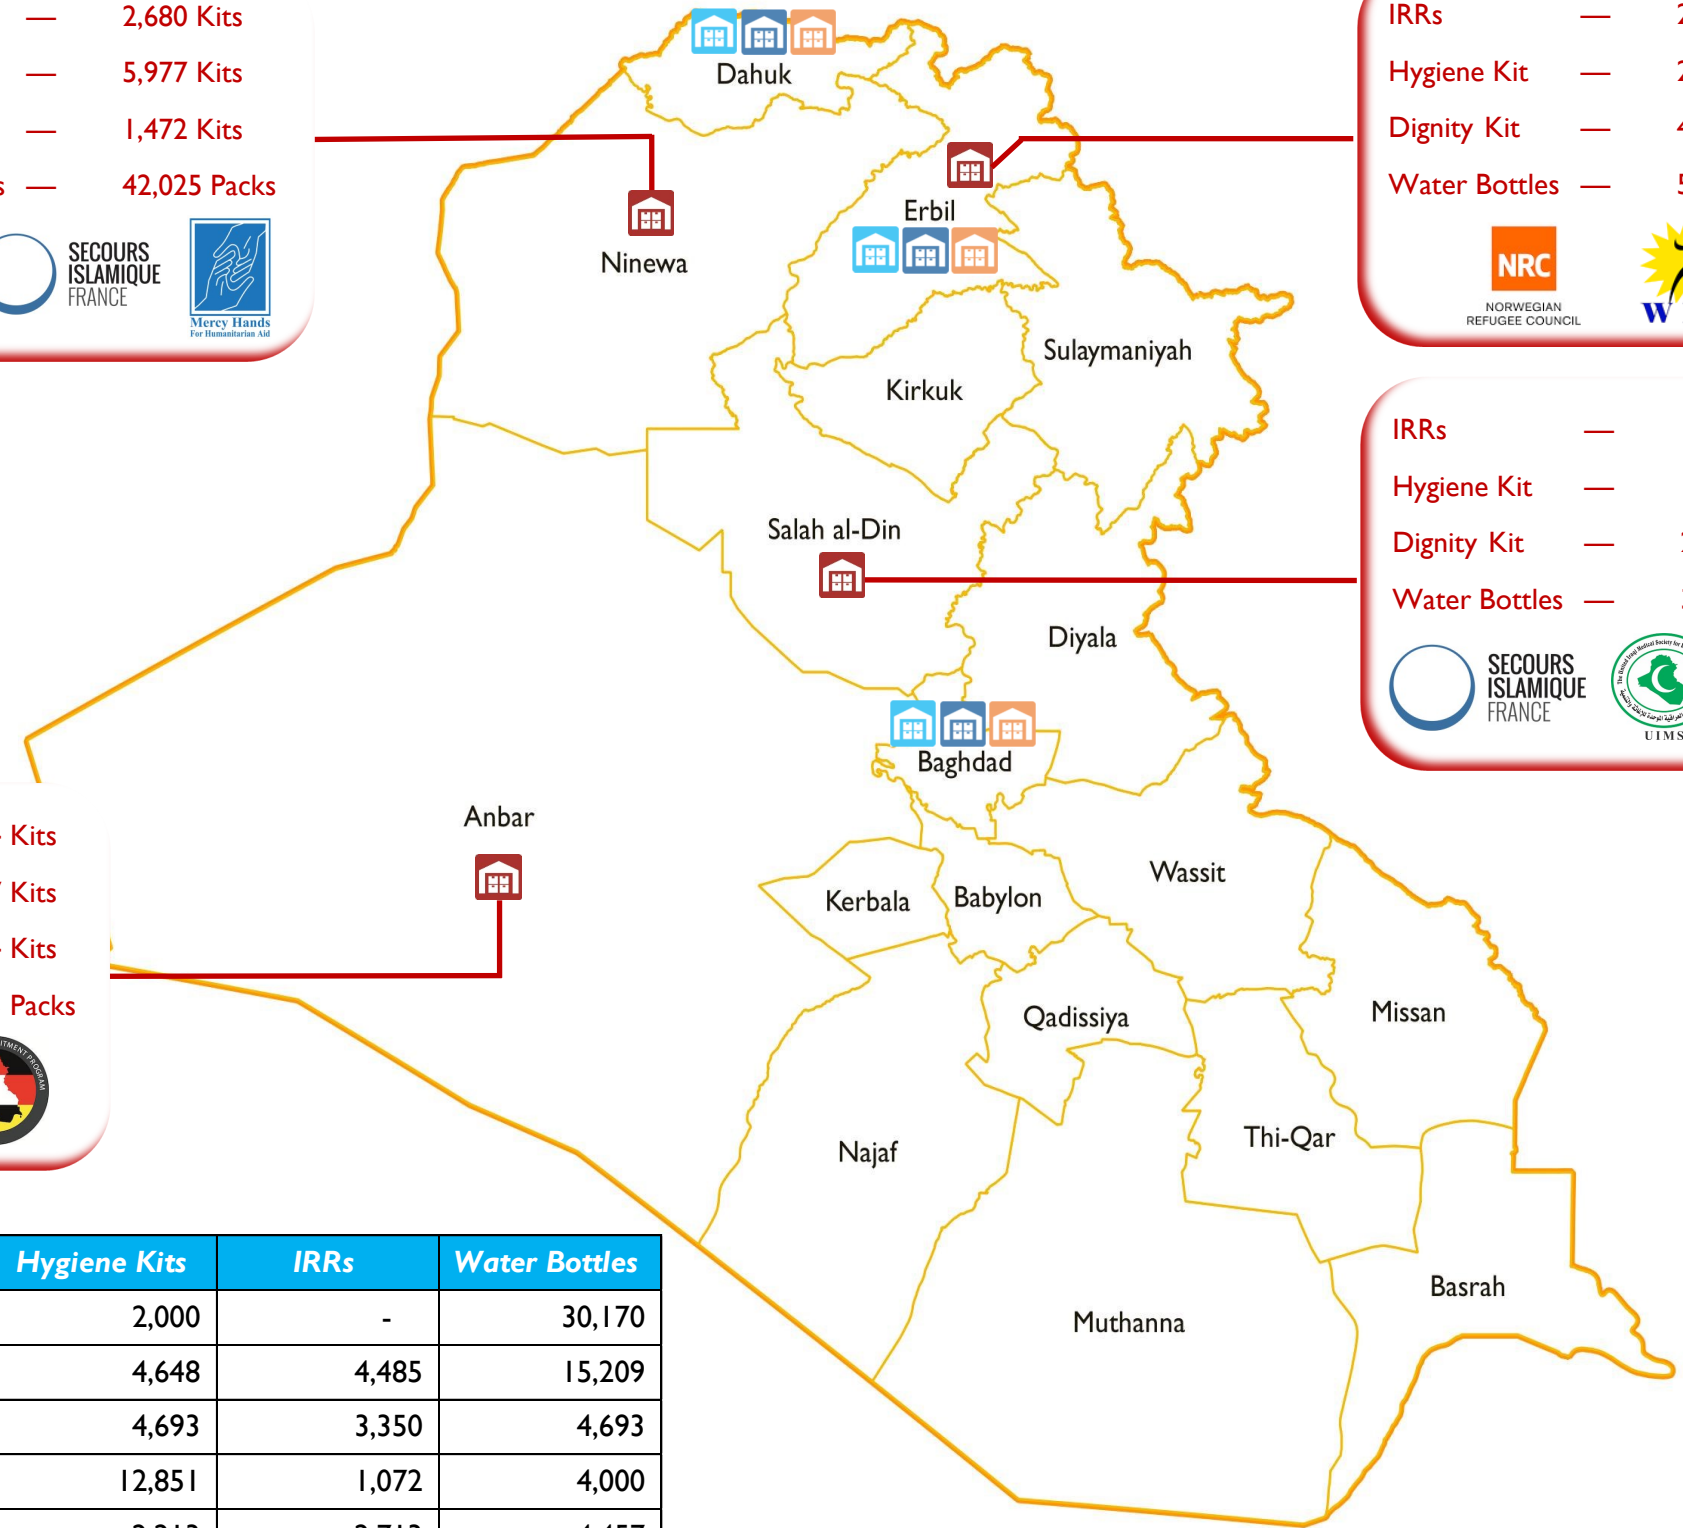 — 2,680 Kits
— 5,977 Kits
— 1,472 Kits
— 42,025 Packs
SECOURS
ISLAMIQUE
FRANCE
Mercy Hands
For Humanitarian Aid
IRRs —
Hygiene Kit —
Dignity Kit —
Water Bottles —
NRC
NORWEGIAN
REFUGEE COUNCIL
W
IRRs —
Hygiene Kit —
Dignity Kit —
Water Bottles —
SECOURS
ISLAMIQUE
FRANCE
UIMS
Dahuk
Erbil
Ninewa
Sulaymaniyah
Kirkuk
Salah al-Din
Diyala
Baghdad
Anbar
Wassit
Kerbala
Babylon
Qadissiya
Missan
Najaf
Thi-Qar
Basrah
Muthanna
Kits
Kits
Kits
Packs
PROGRAM
Hygiene Kits IRRs Water Bottles
2,000 - 30,170
4,648 4,485 15,209
4,693 3,350 4,693
12,851 1,072 4,000